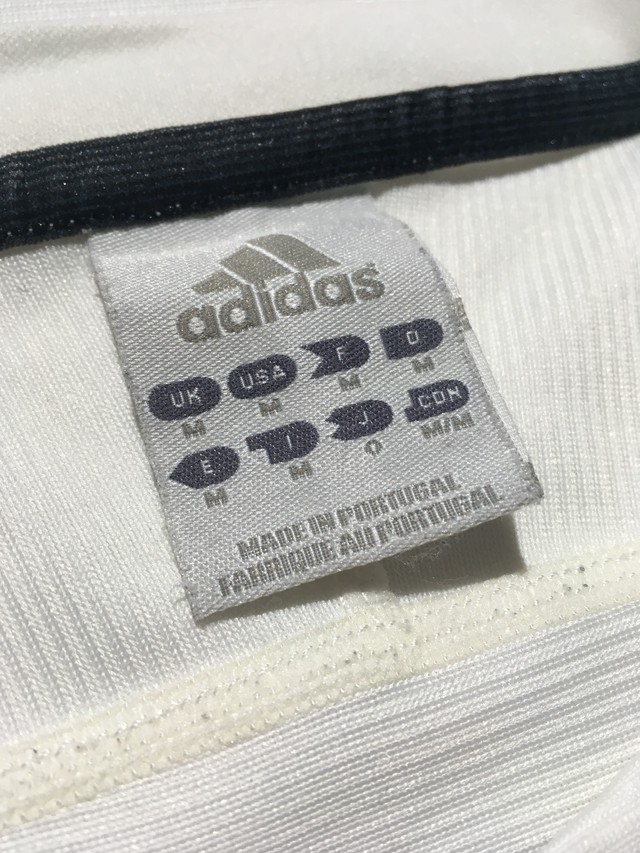 adidas
UK USA F D
M M M M
E I J CDN
M M O M/M
MADE IN PORTUGAL
FABRIQUE AU PORTUGAL